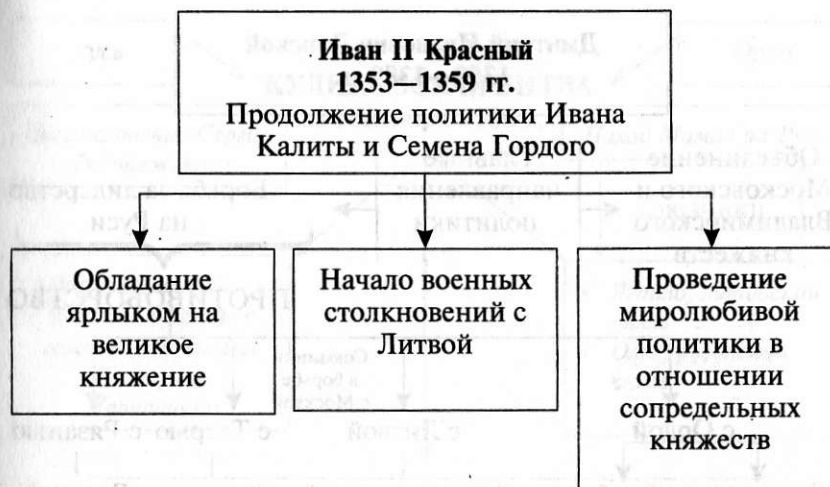 Иван II Красный
1353–1359 гг.
Продолжение политики Ивана
Калиты и Семена Гордого
Обладание
ярлыком на
великое
княжение
Начало военных
столкновений с
Литвой
Проведение
миролюбивой
политики в
отношении
сопредельных
княжеств